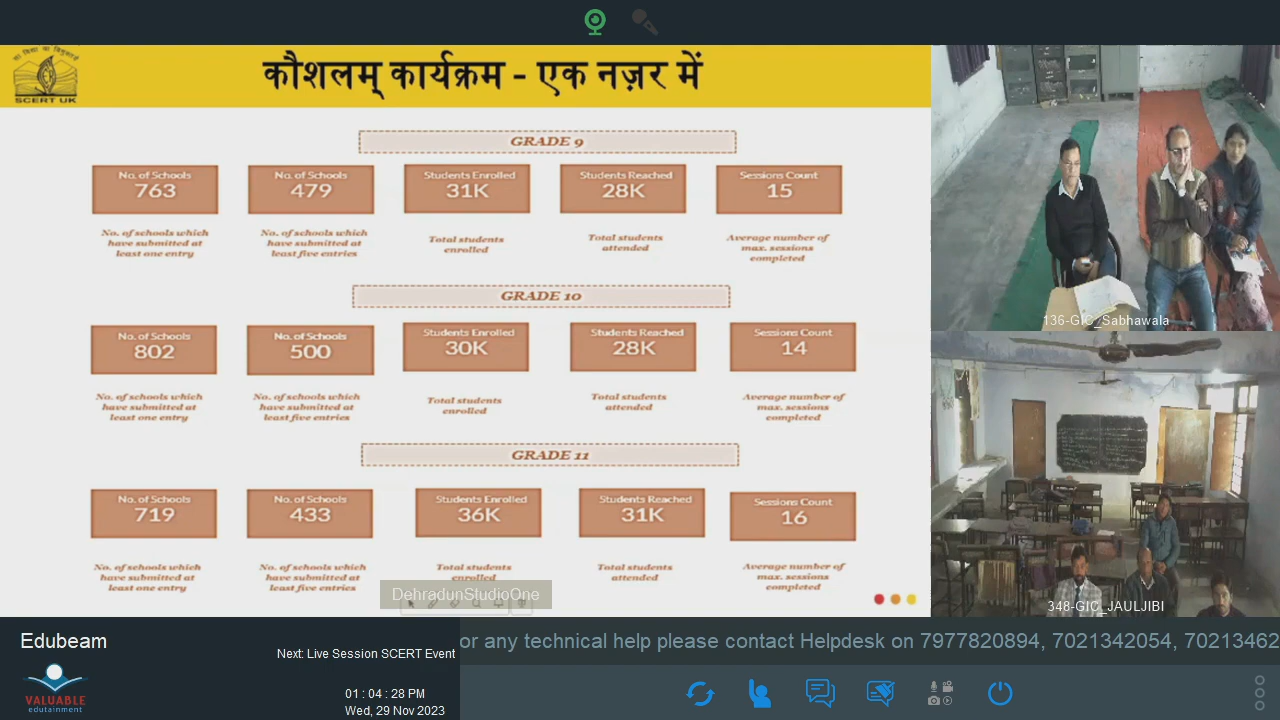 कौशलम् कार्यक्रम - एक नज़र में
SCERT UK
GRADE 9
No. of Schools
763
No. of Schools
479
Students Enrolled
31K
Students Reached
28K
Sessions Count
15
No. of schools which
have submitted at
least one entry
No. of schools which
have submitted at
least five entries
Total students
enrolled
Total students
attended
Average number of
max. sessions
completed
GRADE 10
No. of Schools
802
No. of Schools
500
Students Enrolled
30K
Students Reached
28K
Sessions Count
14
No. of schools which
have submitted at
least one entry
No. of schools which
have submitted at
least five entries
Total students
enrolled
Total students
attended
Average number of
max. sessions
completed
GRADE 11
No. of Schools
719
No. of Schools
433
Students Enrolled
36K
Students Reached
31K
Sessions Count
16
No. of schools which
have submitted at
least one entry
No. of schools which
have submitted at
least five entries
Total students
enrolled
Total students
attended
Average number of
max. sessions
completed
DehradunStudioOne
136-GIC_Sabhawala
348-GIC_JAULJIBI
Edubeam
Next: Live Session SCERT Event
or any technical help please contact Helpdesk on 7977820894, 7021342054, 70213462
VALUABLE
edutainment
01 : 04 : 28 PM
Wed, 29 Nov 2023